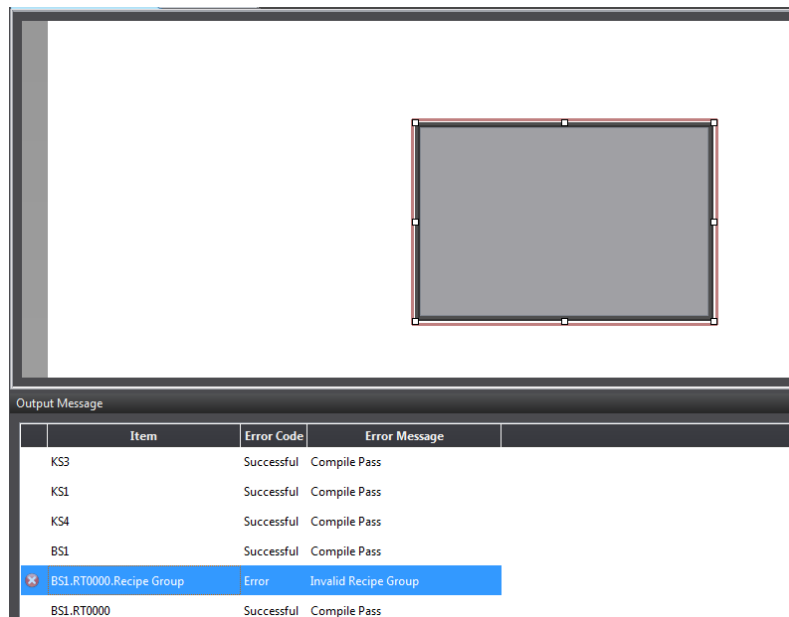 Output Message
Item Error Code Error Message
KS3 Successful Compile Pass
KS1 Successful Compile Pass
KS4 Successful Compile Pass
BS1 Successful Compile Pass
BS1.RT0000.Recipe Group Error Invalid Recipe Group
BS1.RT0000 Successful Compile Pass